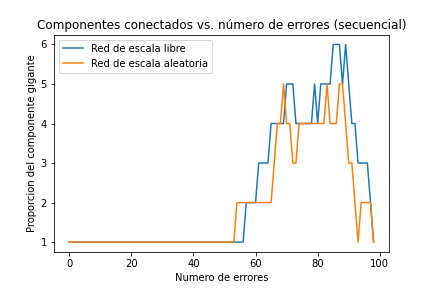 Componentes conectados vs. número de errores (secuencial)
Red de escala libre
Red de escala aleatoria
Proporcion del componente gigante
6
5
4
3
2
1
0 20 40 60 80 100
Numero de errores